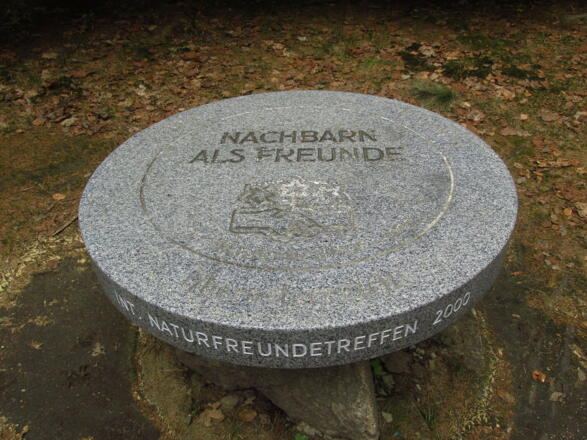 NACHBARN
ALS FREUNDE
INT. NATURFREUNDETREFFEN 2000